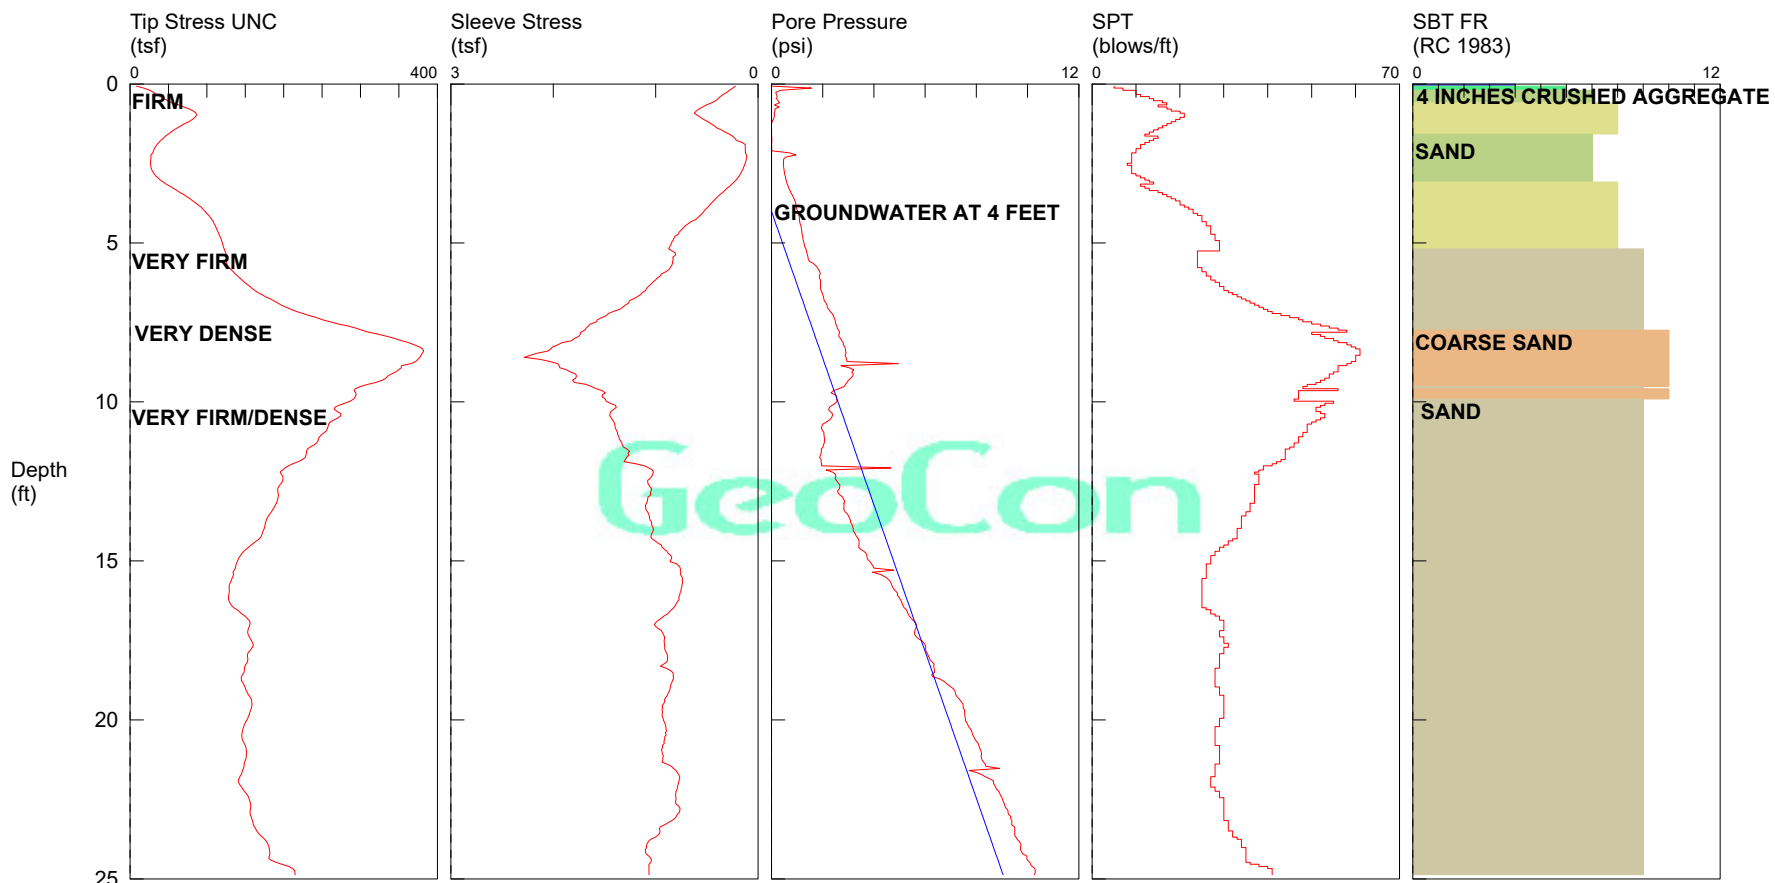 Tip Stress UNC
(tsf)
Sleeve Stress
(tsf)
Pore Pressure
(psi)
SPT
(blows/ft)
SBT FR
(RC 1983)
0 400
3 0
0 12
0 70
0 12
0
FIRM
4 INCHES CRUSHED AGGREGATE
SAND
GROUNDWATER AT 4 FEET
5
VERY FIRM
VERY DENSE
COARSE SAND
10
VERY FIRM/DENSE
SAND
Depth
(ft)
GeoCon
15
20
25